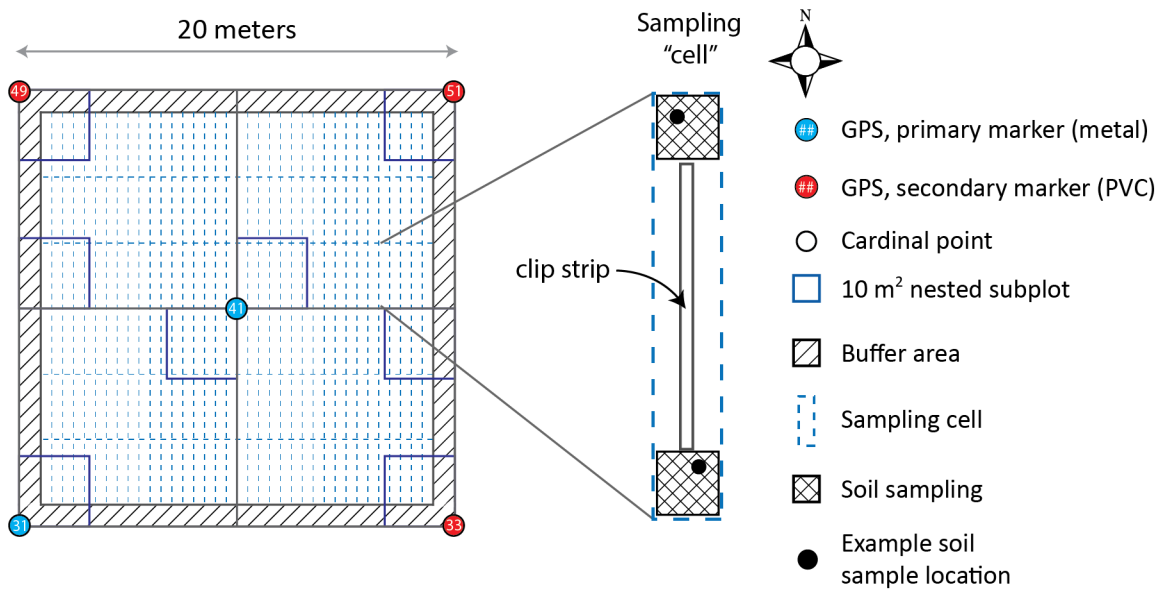 20 meters
49
51
41
31
33
Sampling
“cell”
clip strip
N
## GPS, primary marker (metal)
## GPS, secondary marker (PVC)
Cardinal point
10 m² nested subplot
Buffer area
Sampling cell
Soil sampling
Example soil
sample location